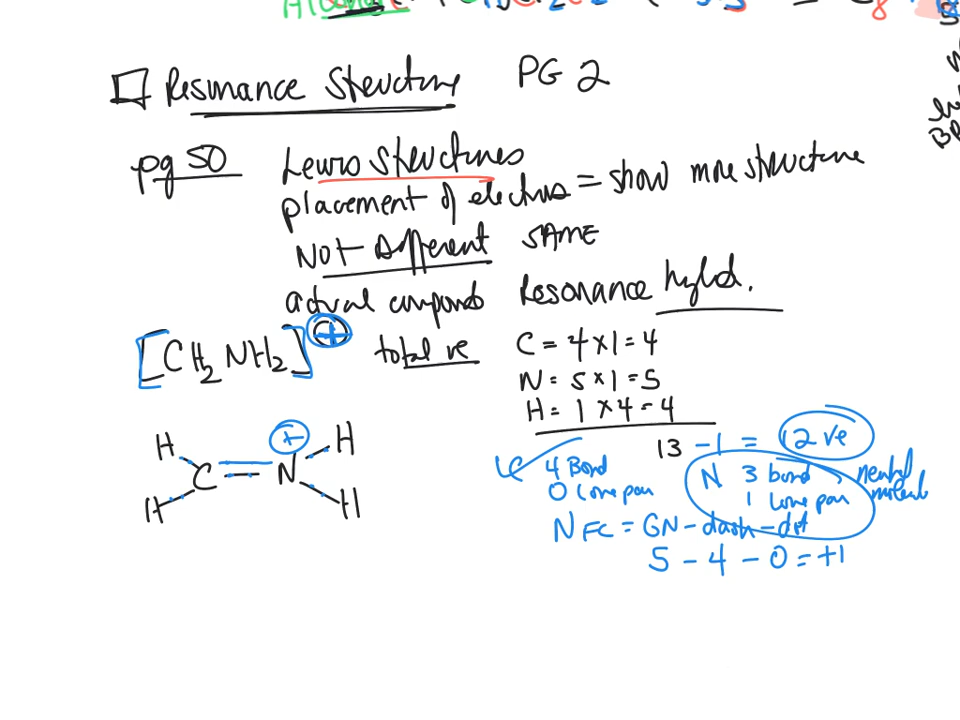 Resonance Structure PG 2
pg 50 Lewis Structures
placement of electrons = show more structure
Not Different SAME
actual compounds Resonance hybrid.
[CH2NH2]+ total ve C = 4 x 1 = 4
N = 5 x 1 = 5
H = 1 x 4 = 4
13 - 1 = 12 ve
C 4 Bond
0 lone pair
N 3 bond
1 lone pair
neutral
molecule
H + H
C = N
H H
N FC = GN - dash - dot
5 - 4 - 0 = +1